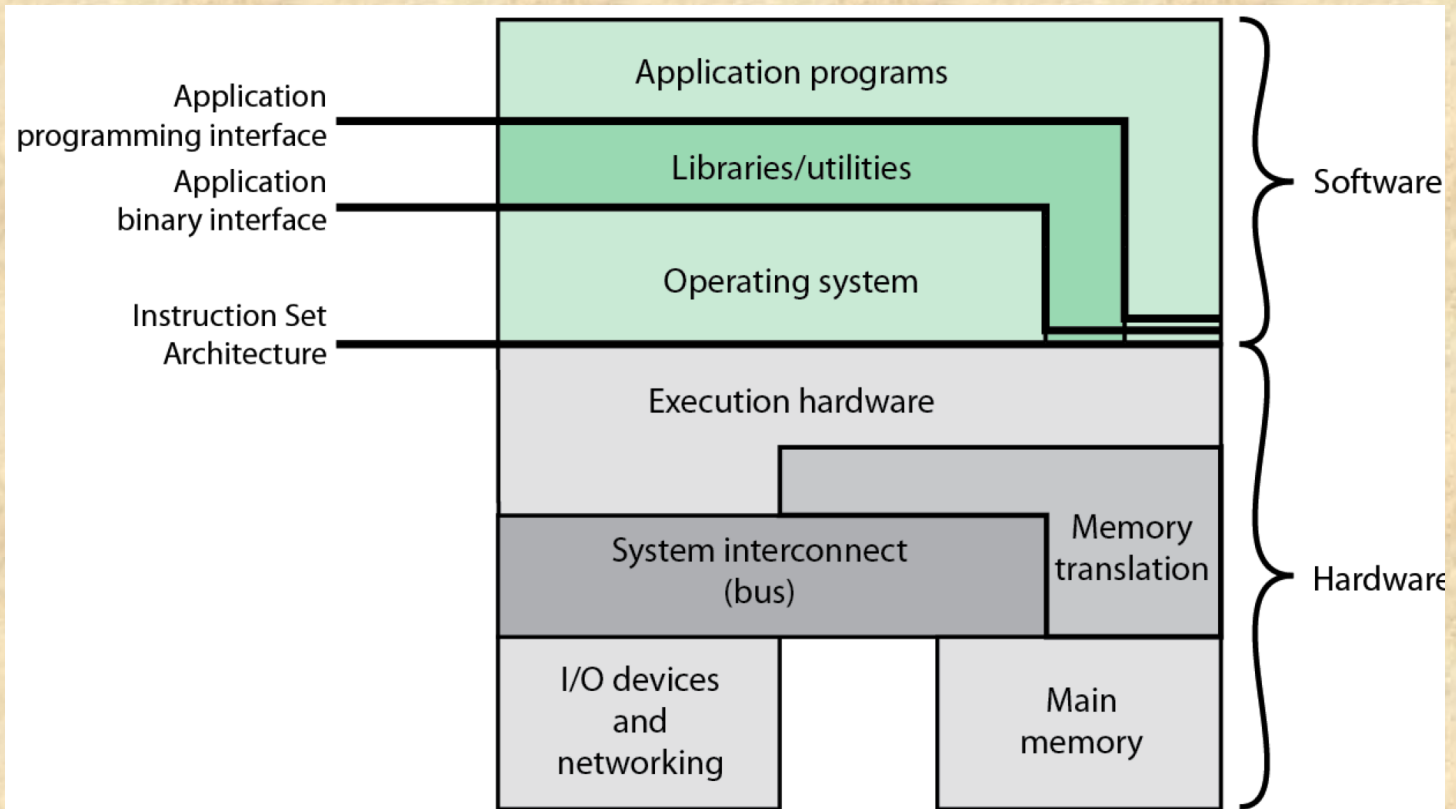 Application programs
Application
programming interface
Libraries/utilities
Application
binary interface
Software
Operating system
Instruction Set
Architecture
Execution hardware
Memory
translation
System interconnect
(bus)
Hardware
I/O devices
and
networking
Main
memory